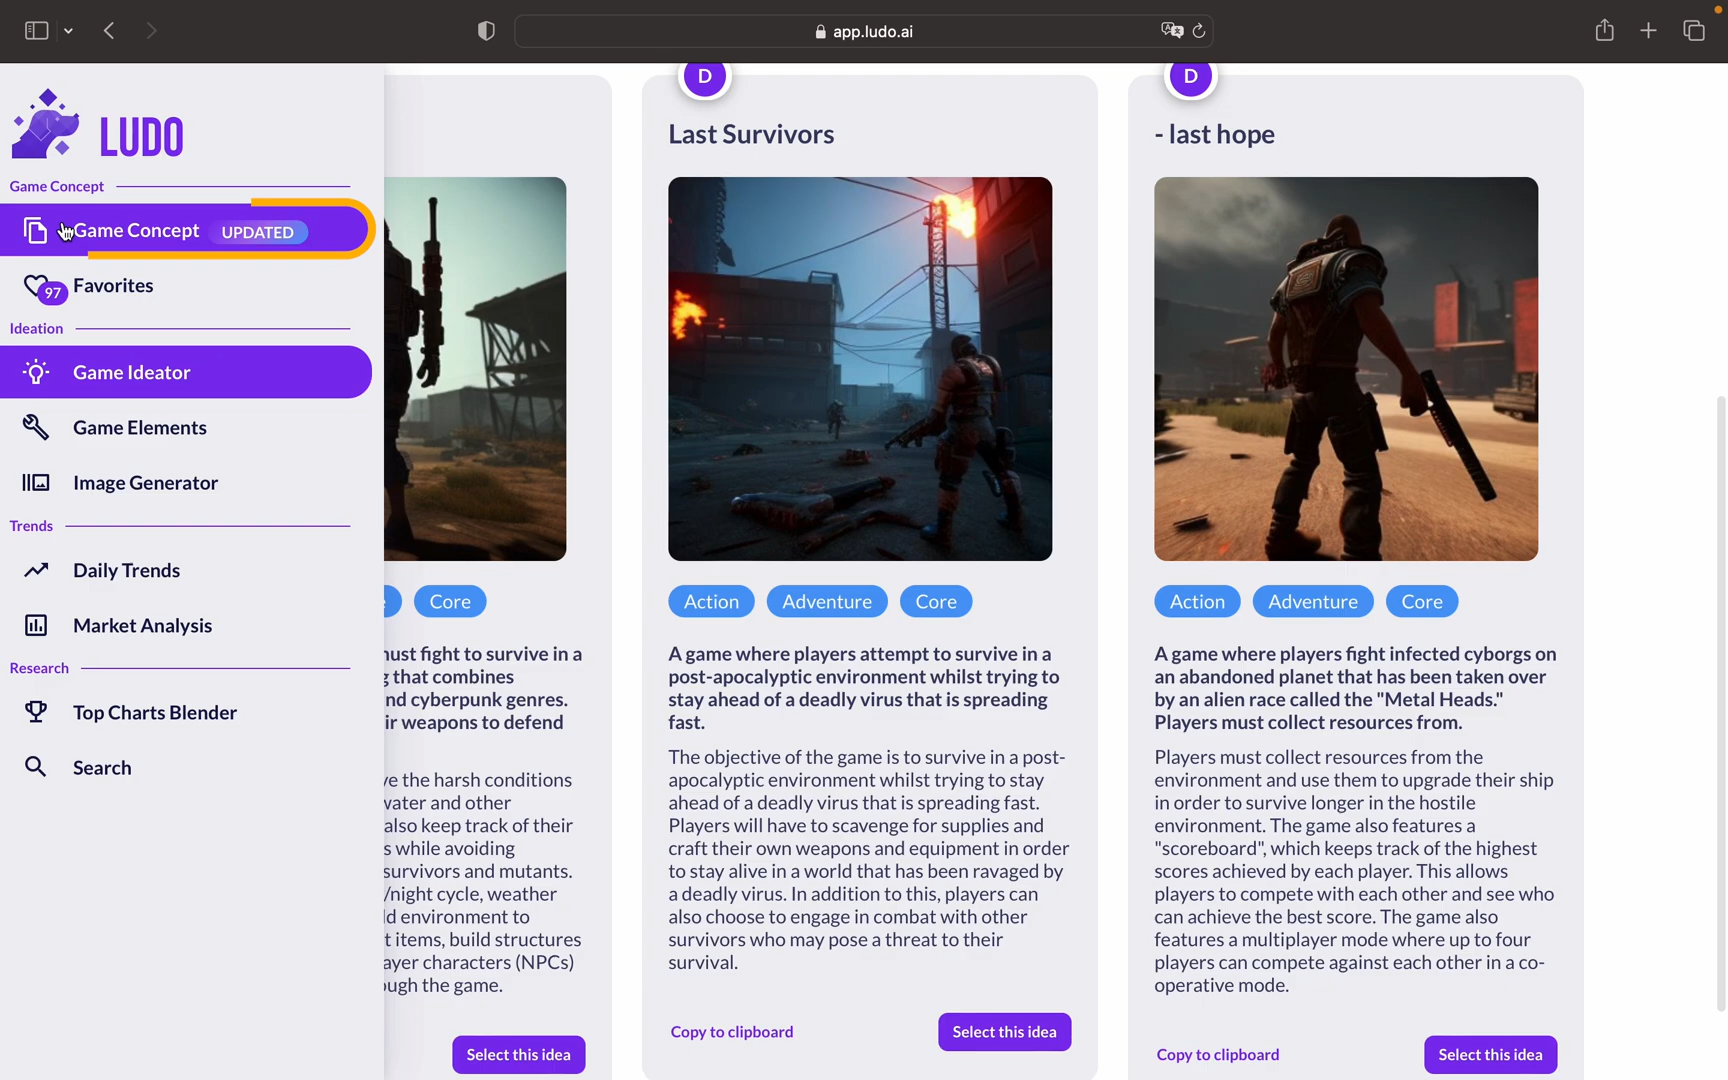 app.ludo.ai
LUDO
Game Concept
Game Concept UPDATED
97 Favorites
Ideation
Game Ideator
Game Elements
Image Generator
Trends
Daily Trends
Market Analysis
Research
Top Charts Blender
Search
Core
must fight to survive in a
that combines
nd cyberpunk genres.
ir weapons to defend
ve the harsh conditions
water and other
also keep track of their
s while avoiding
survivors and mutants.
/night cycle, weather
ld environment to
t items, build structures
ayer characters (NPCs)
ough the game.
Select this idea
D
Last Survivors
Action Adventure Core
A game where players attempt to survive in a
post-apocalyptic environment whilst trying to
stay ahead of a deadly virus that is spreading
fast.
The objective of the game is to survive in a post-
apocalyptic environment whilst trying to stay
ahead of a deadly virus that is spreading fast.
Players will have to scavenge for supplies and
craft their own weapons and equipment in order
to stay alive in a world that has been ravaged by
a deadly virus. In addition to this, players can
also choose to engage in combat with other
survivors who may pose a threat to their
survival.
Copy to clipboard Select this idea
D
- last hope
Action Adventure Core
A game where players fight infected cyborgs on
an abandoned planet that has been taken over
by an alien race called the "Metal Heads."
Players must collect resources from.
Players must collect resources from the
environment and use them to upgrade their ship
in order to survive longer in the hostile
environment. The game also features a
"scoreboard", which keeps track of the highest
scores achieved by each player. This allows
players to compete with each other and see who
can achieve the best score. The game also
features a multiplayer mode where up to four
players can compete against each other in a co-
operative mode.
Copy to clipboard Select this idea